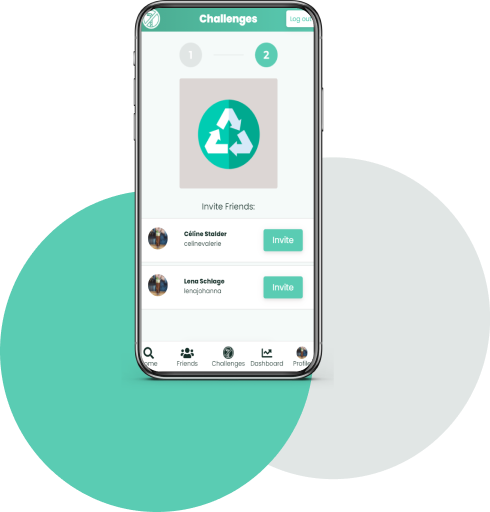 Challenges
Log out
1
2
Invite Friends:
Céline Stalder
celinevalerie
Invite
Lena Schlage
lenajohanna
Invite
ome
Friends
Challenges
Dashboard
Profile